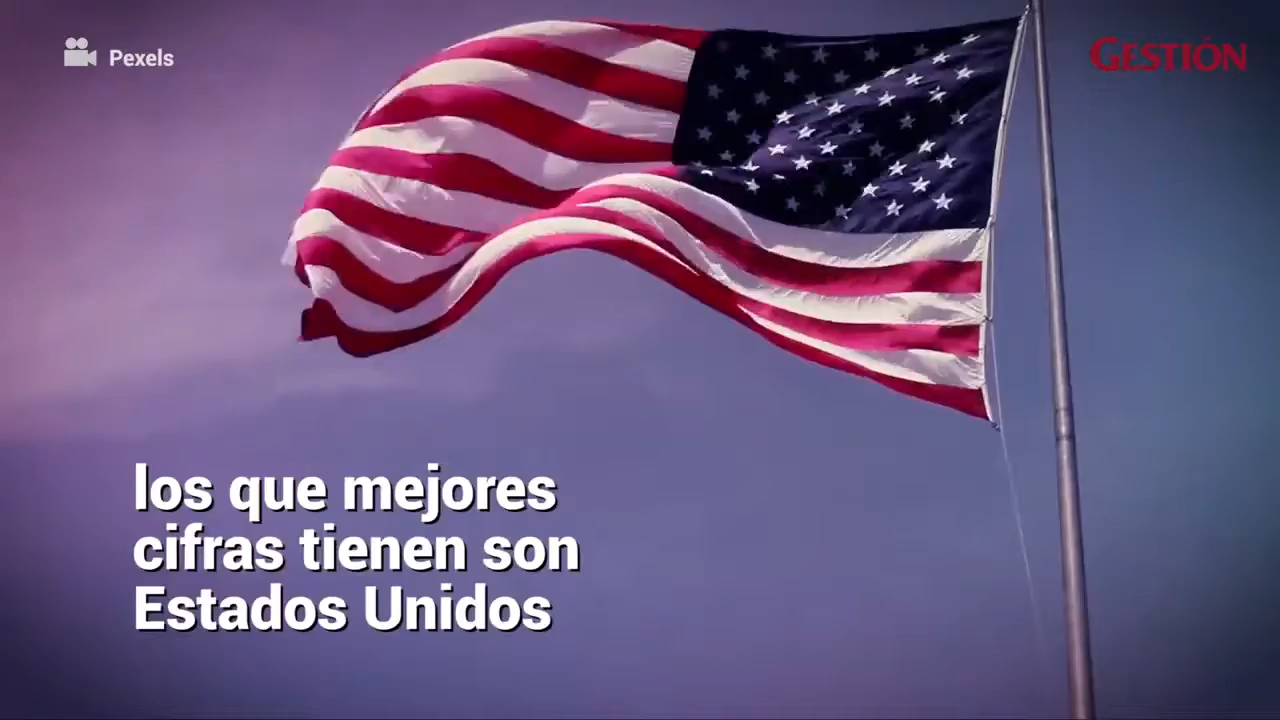 Pexels
GESTIÓN
los que mejores
cifras tienen son
Estados Unidos